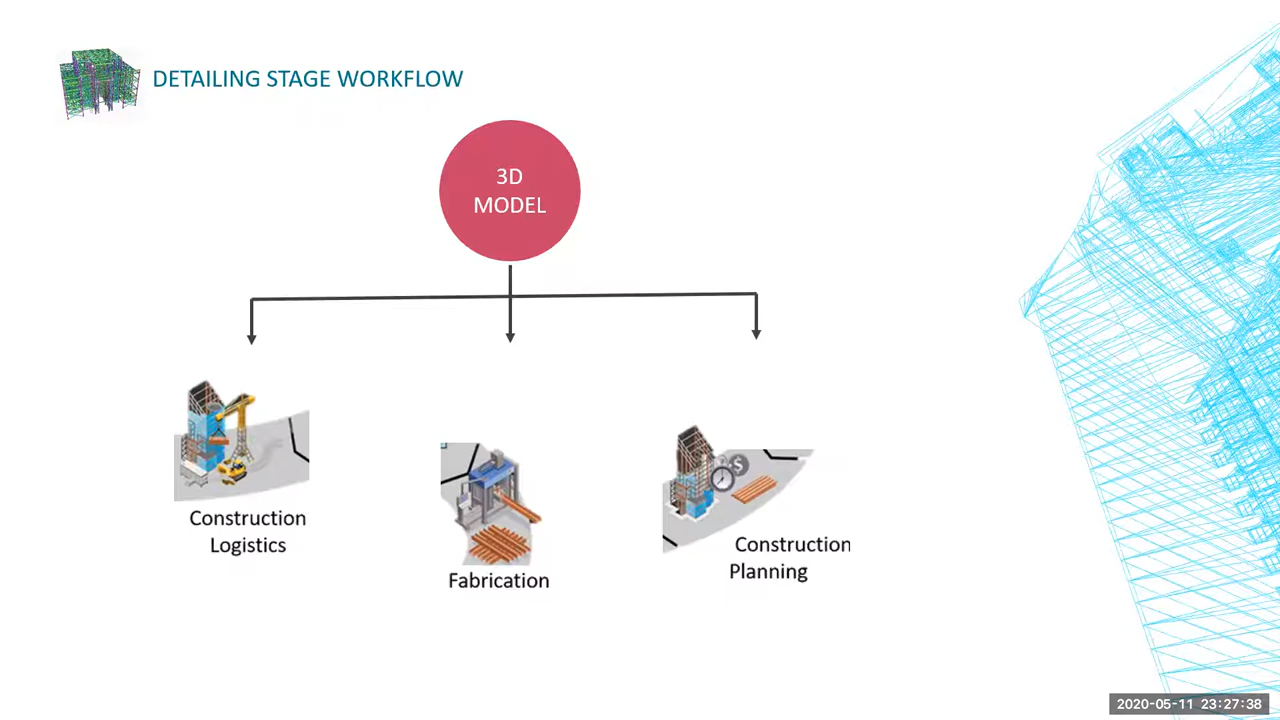 DETAILING STAGE WORKFLOW
3D
MODEL
Construction
Logistics
Fabrication
$
Construction
Planning
2020-05-11 23:27:38